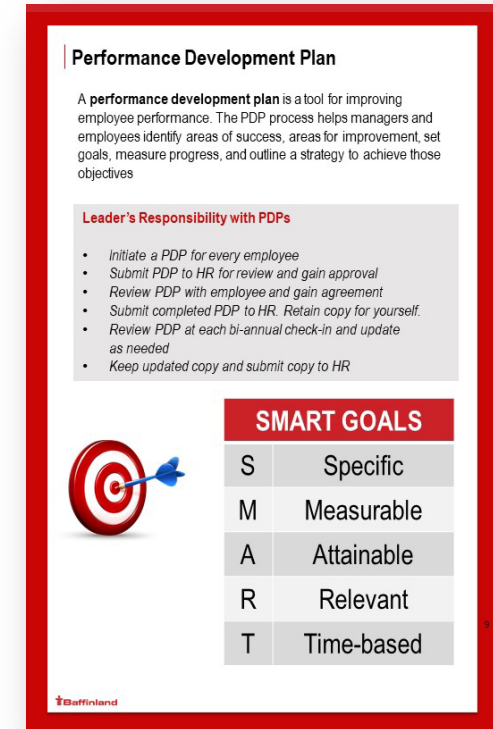 Performance Development Plan
A performance development plan is a tool for improving
employee performance. The PDP process helps managers and
employees identify areas of success, areas for improvement, set
goals, measure progress, and outline a strategy to achieve those
objectives
Leader's Responsibility with PDPs
• Initiate a PDP for every employee
• Submit PDP to HR for review and gain approval
• Review PDP with employee and gain agreement
• Submit completed PDP to HR. Retain copy for yourself.
• Review PDP at each bi-annual check-in and update
as needed
• Keep updated copy and submit copy to HR
SMART GOALS
S Specific
M Measurable
A Attainable
R Relevant
T Time-based
9
Baffinland